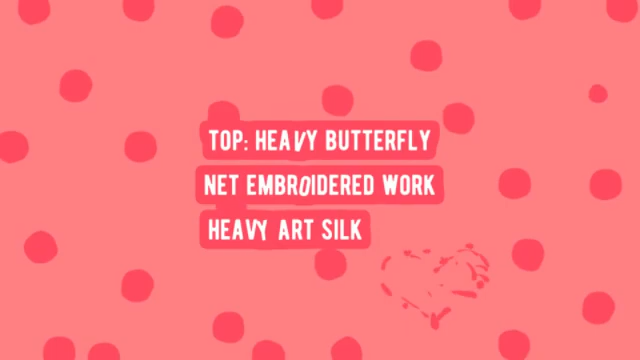 TOP: HEAVY BUTTERFLY
NET EMBROIDERED WORK
HEAVY ART SILK